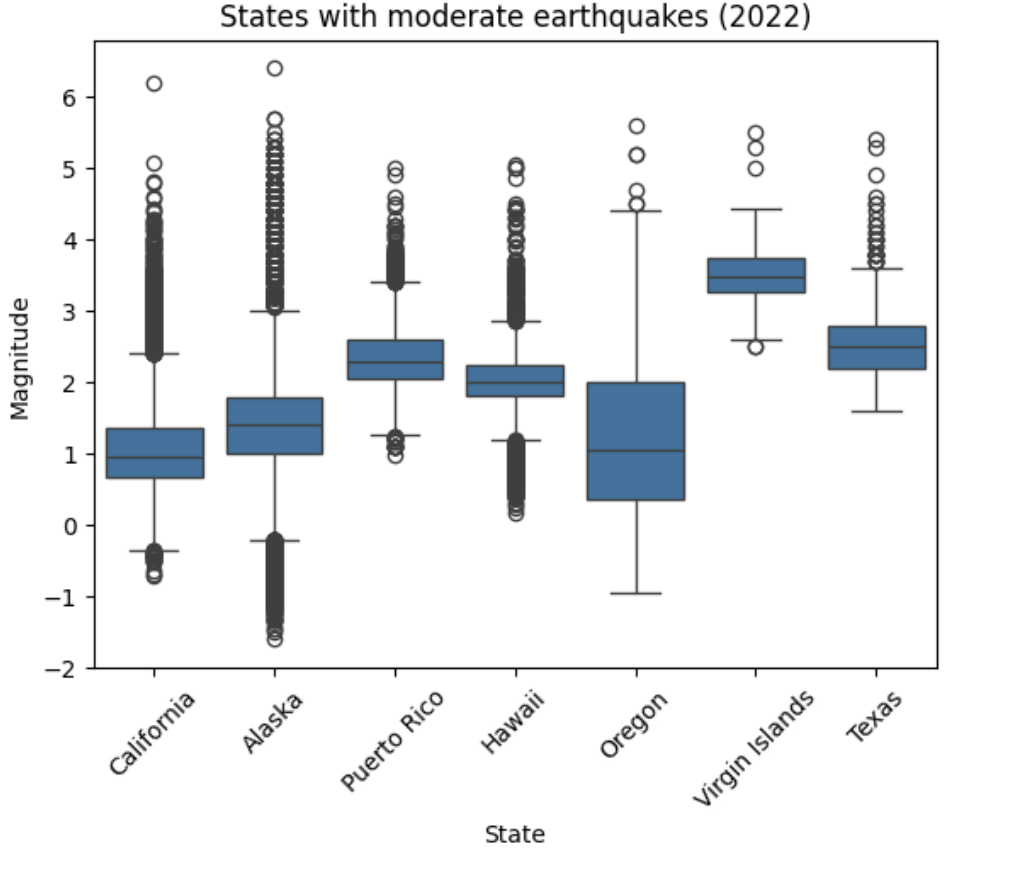 States with moderate earthquakes (2022)
Magnitude
6
5
4
3
2
1
0
−1
−2
California
Alaska
Puerto Rico
Hawaii
Oregon
Virgin Islands
Texas
State